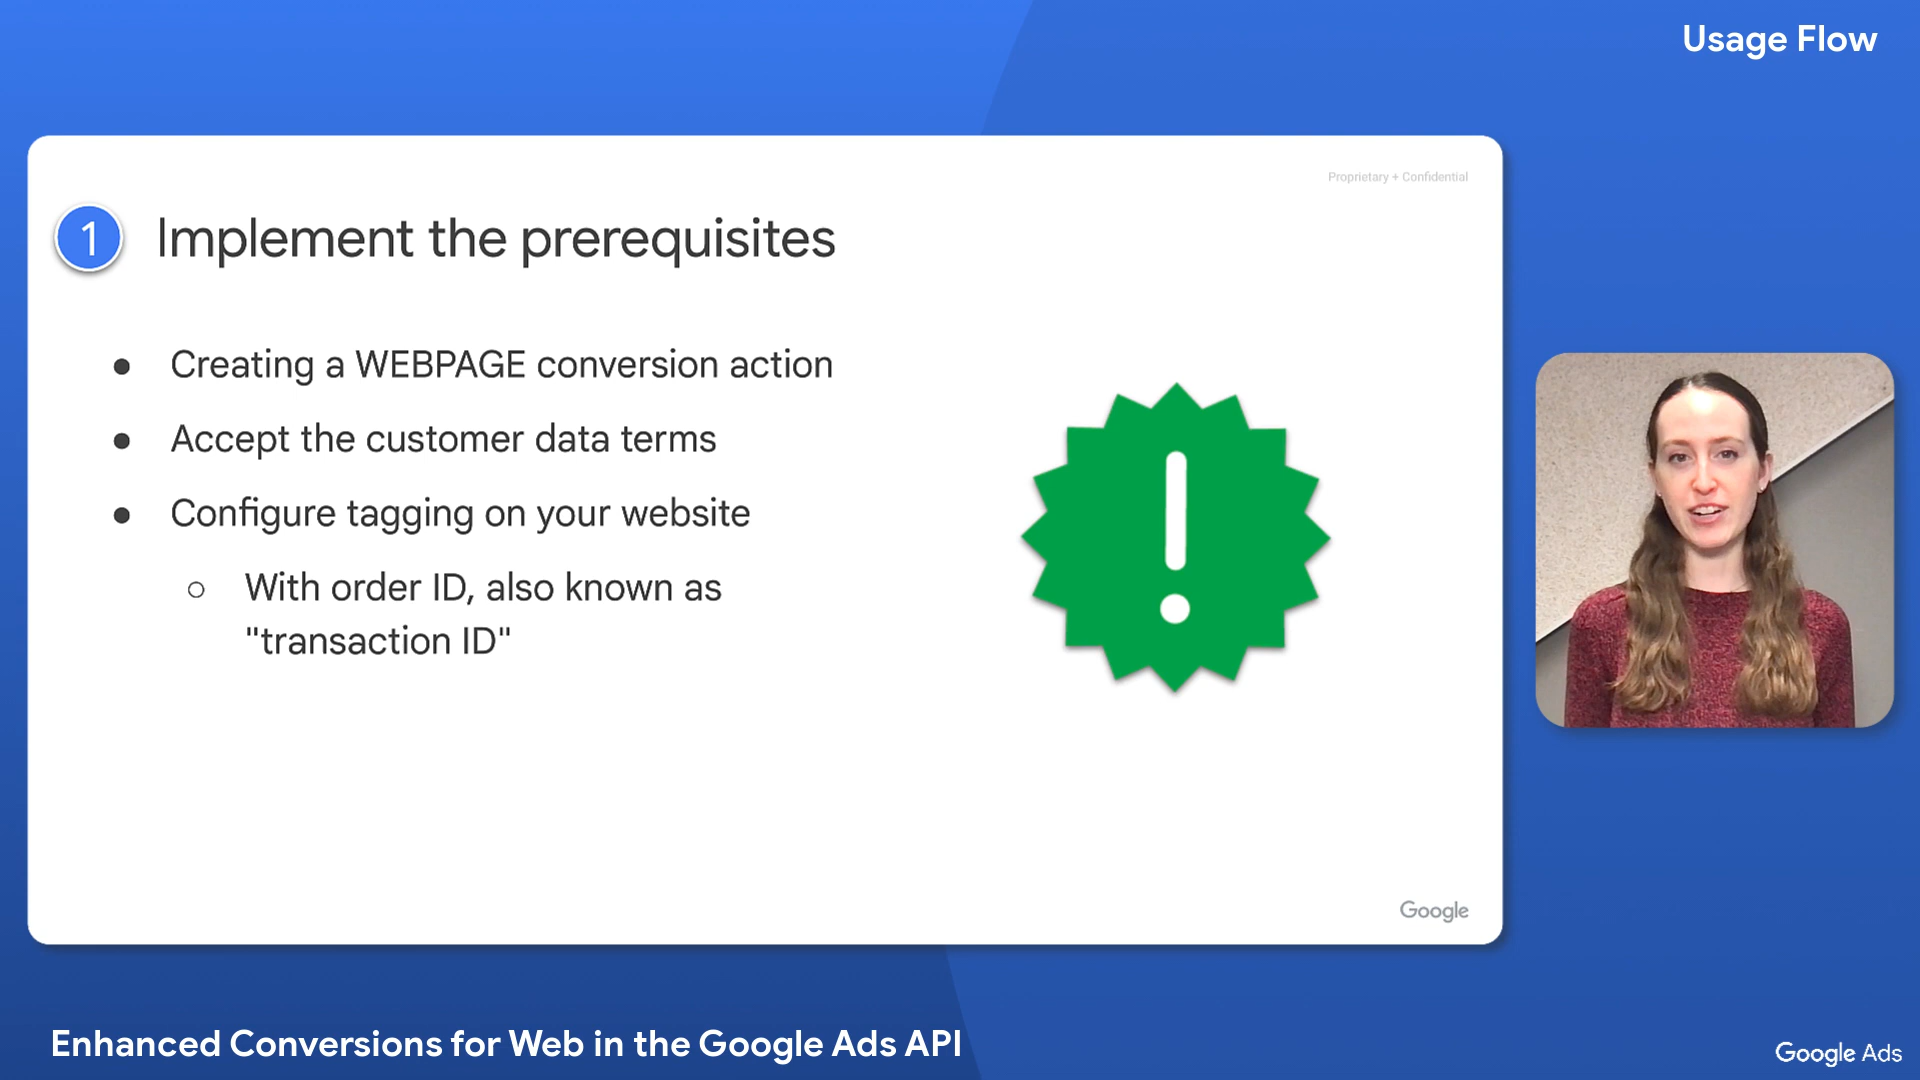 Usage Flow
Proprietary + Confidential
1 Implement the prerequisites
● Creating a WEBPAGE conversion action
● Accept the customer data terms
● Configure tagging on your website
○ With order ID, also known as
"transaction ID"
Google
Enhanced Conversions for Web in the Google Ads API
Google Ads